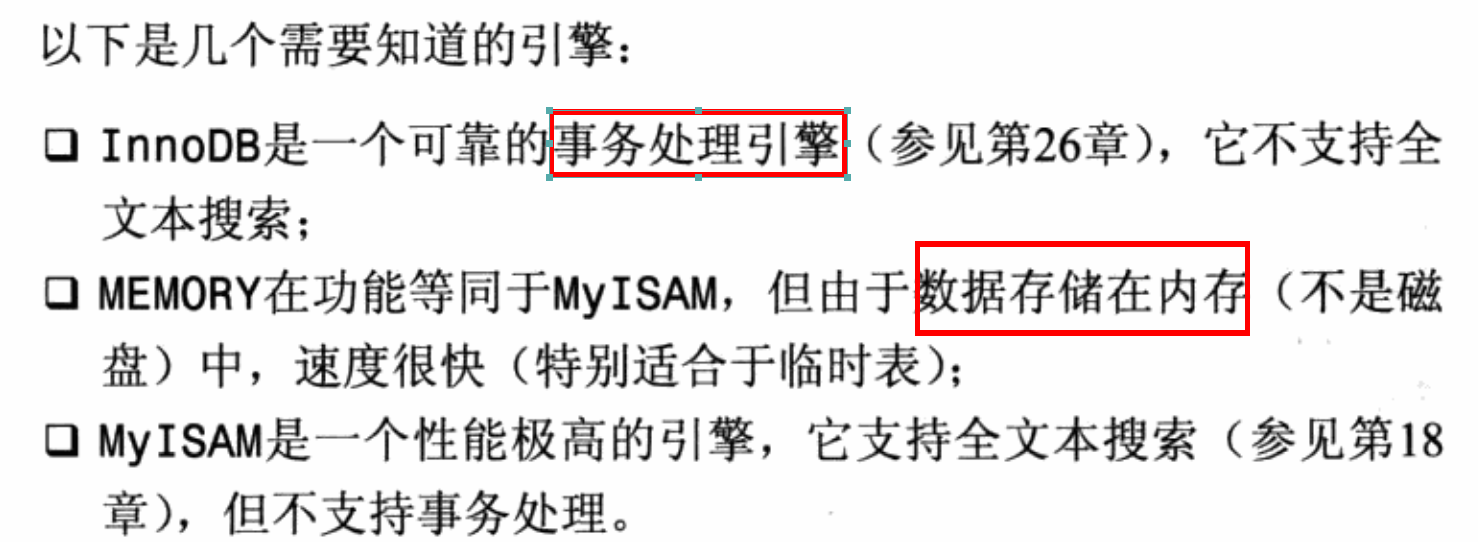 以下是几个需要知道的引擎：
❑ InnoDB是一个可靠的事务处理引擎（参见第26章），它不支持全
文本搜索；
❑ MEMORY在功能等同于MyISAM，但由于数据存储在内存（不是磁
盘）中，速度很快（特别适合于临时表）；
❑ MyISAM是一个性能极高的引擎，它支持全文本搜索（参见第18
章），但不支持事务处理。